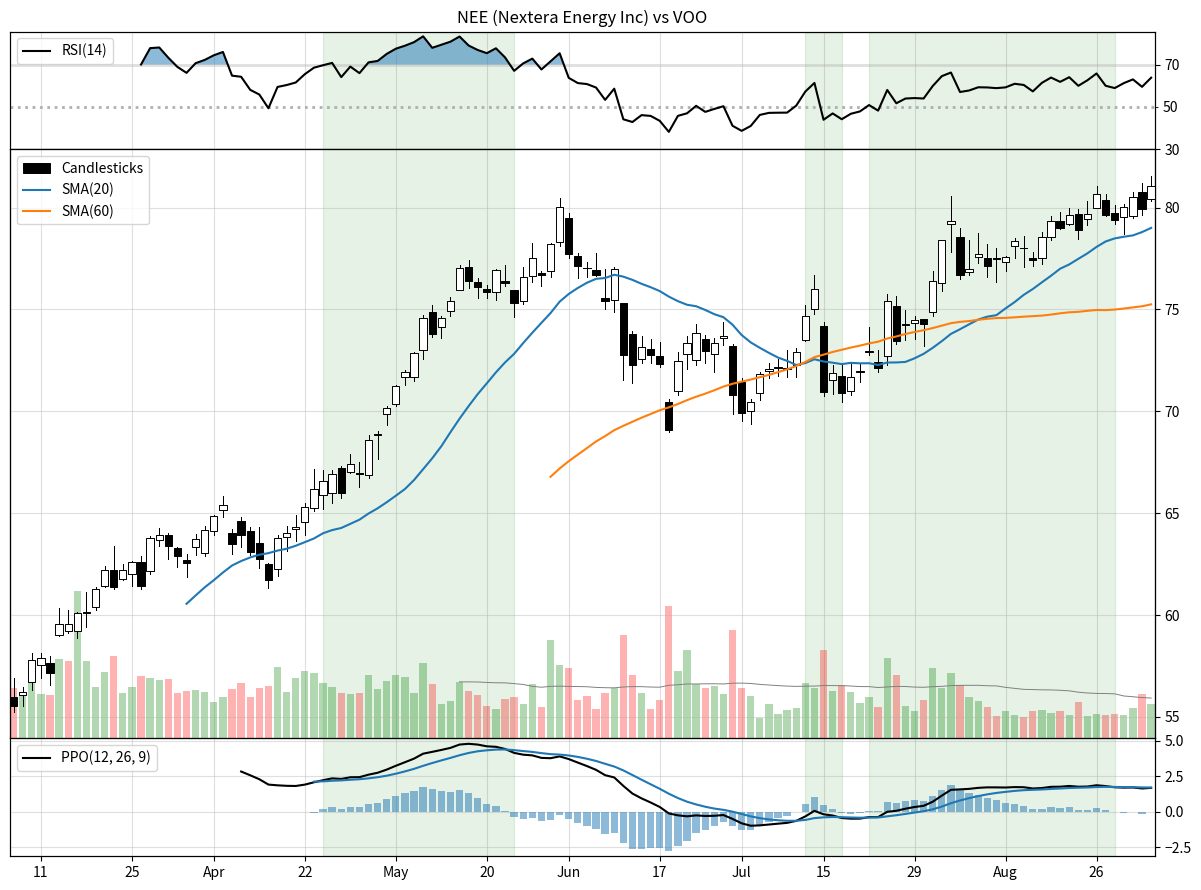 NEE (Nextera Energy Inc) vs VOO
RSI(14)
70
50
30
Candlesticks
SMA(20)
SMA(60)
80
75
70
65
60
55
PPO(12, 26, 9)
5.0
2.5
0.0
−2.5
11 25 Apr 22 May 20 Jun 17 Jul 15 29 Aug 26